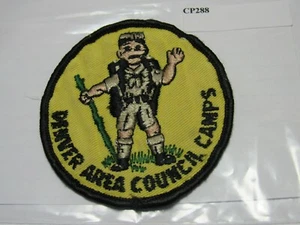 CP288
DENVER AREA COUNCIL CAMPS